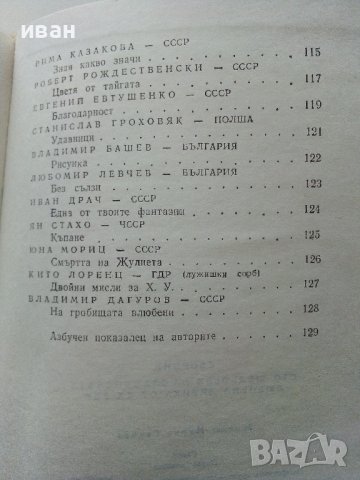 иван
РИМА КАЗАКОВА — СССР
Зная какво значи . . . . . . . . . . . . 115
РОБЕРТ РОЖДЕСТВЕНСКИ — СССР
Цветя от тайгата . . . . . . . . . . . . 117
ЕВГЕНИЙ ЕВТУШЕНКО — СССР
Благодарност . . . . . . . . . . . . 119
СТАНИСЛАВ ГРОХОВЯК — ПОЛША
Удавници . . . . . . . . . . . . 121
ВЛАДИМИР БАШЕВ — БЪЛГАРИЯ
Рисунка . . . . . . . . . . . . 122
ЛЮБОМИР ЛЕВЧЕВ — БЪЛГАРИЯ
Без сълзи . . . . . . . . . . . . 123
ИВАН ДРАЧ — СССР
Една от твоите фантазии . . . . . . . . 124
ЯН СТАХО — ЧССР
Къпане . . . . . . . . . . . . 125
ЮНА МОРИЦ — СССР
Смъртта на Жулиета . . . . . . . . . . 126
КИТО ЛОРЕНЦ — ГДР (лужишки сорб)
Двойни мисли за Х. У. . . . . . . . . . 127
ВЛАДИМИР ДАГУРОВ — СССР
На гробищата влюбени . . . . . . . . . 128
Азбучен показалец на авторите . . . . . . . . 129
BAZAR.BG